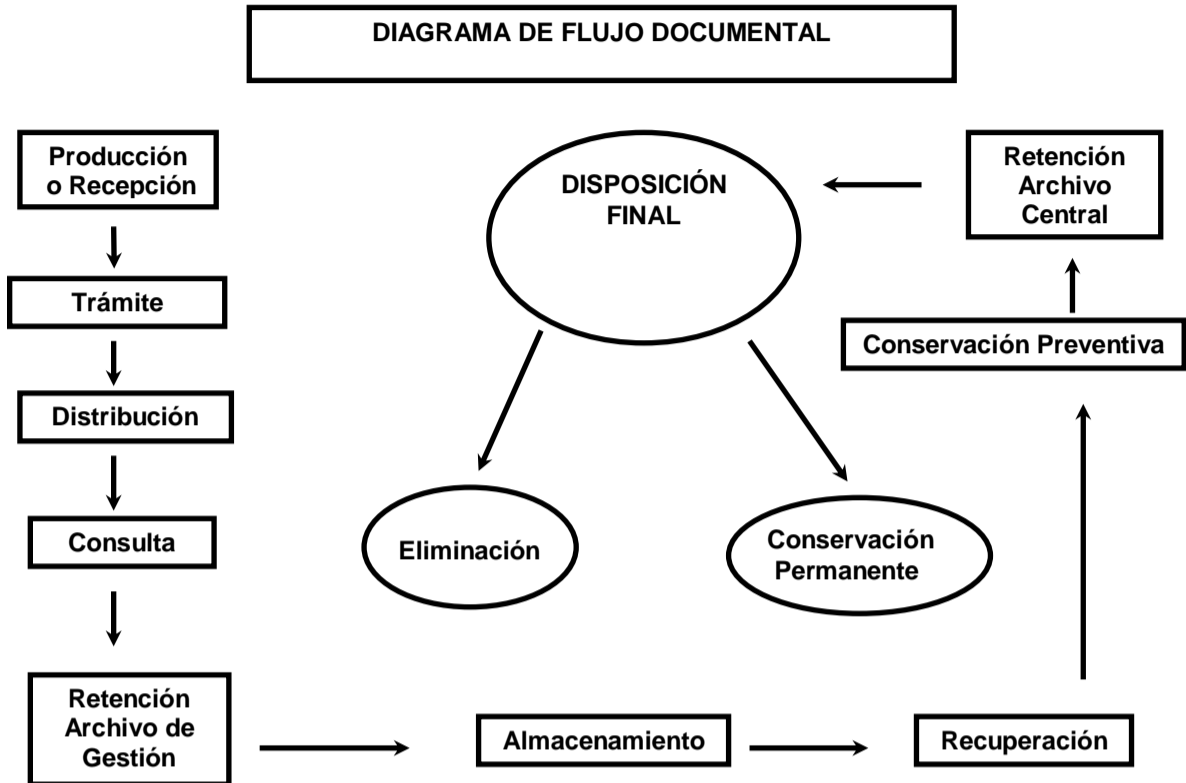 DIAGRAMA DE FLUJO DOCUMENTAL
Producción
o Recepción
Trámite
Distribución
Consulta
Retención
Archivo de
Gestión
Almacenamiento
Recuperación
Conservación Preventiva
Retención
Archivo
Central
DISPOSICIÓN
FINAL
Eliminación
Conservación
Permanente